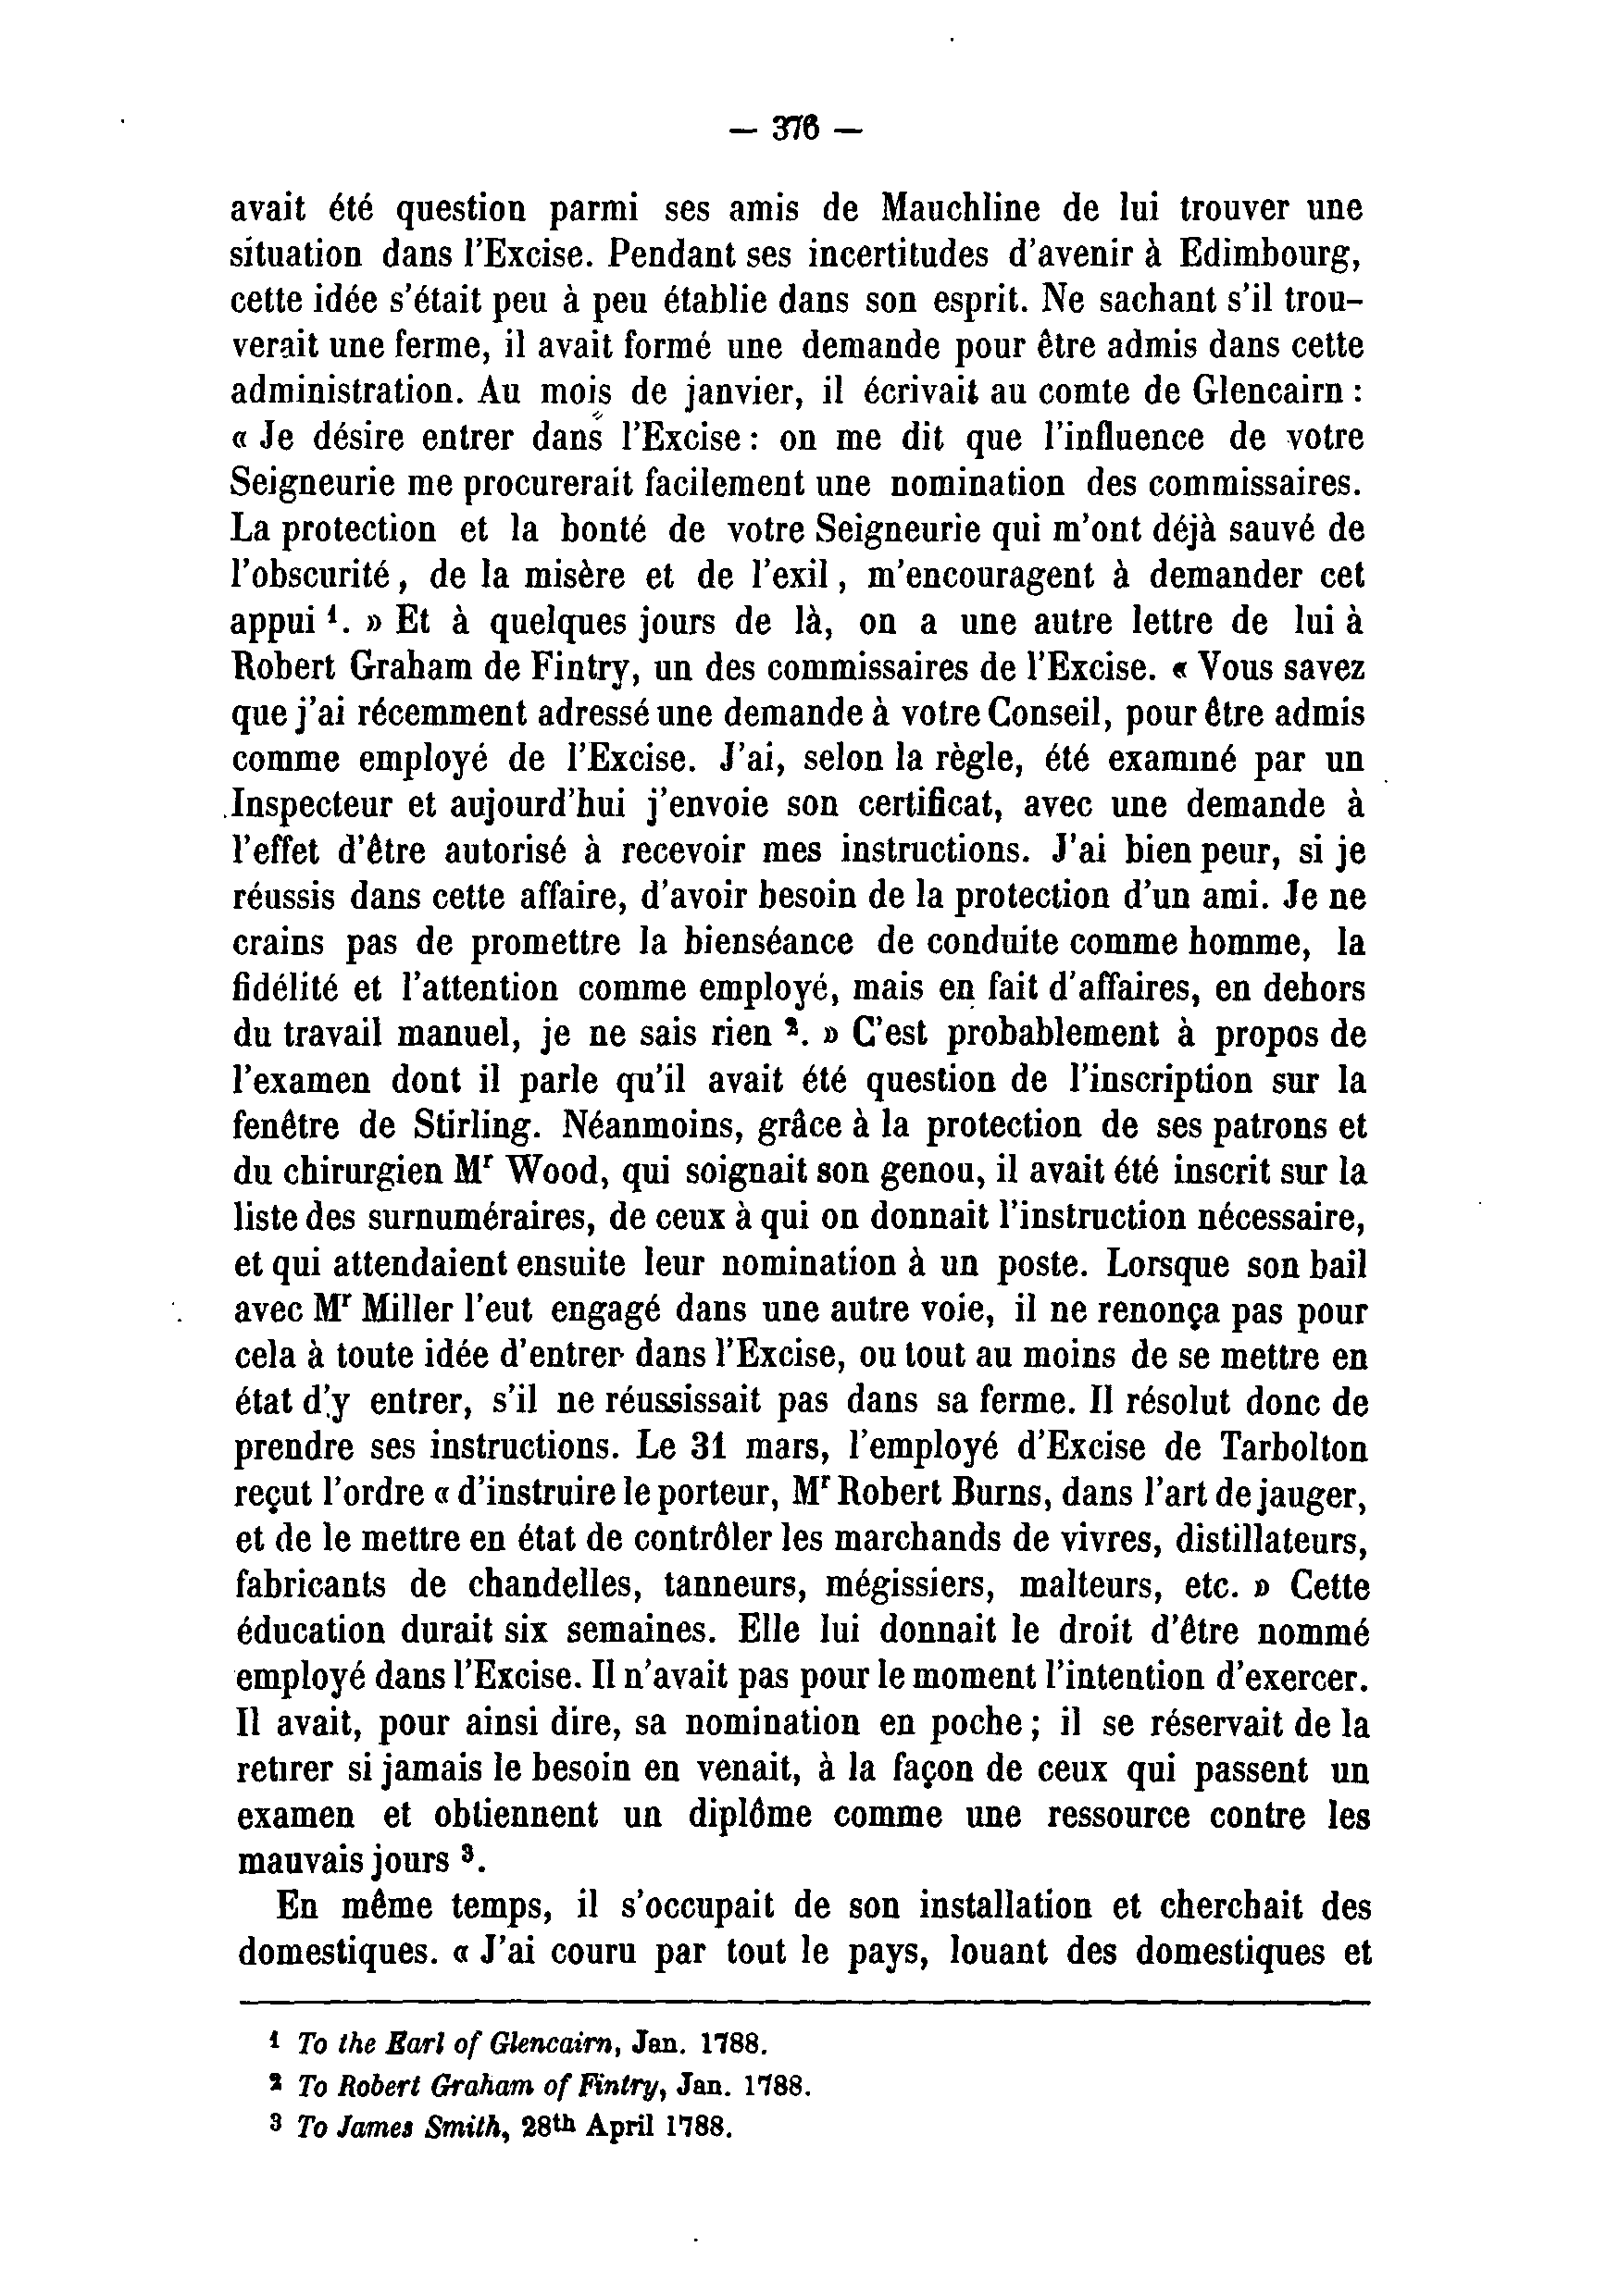 — 376 —
avait été question parmi ses amis de Mauchline de lui trouver une
situation dans l'Excise. Pendant ses incertitudes d'avenir à Edimbourg,
cette idée s'était peu à peu établie dans son esprit. Ne sachant s'il trou-
verait une ferme, il avait formé une demande pour être admis dans cette
administration. Au mois de janvier, il écrivait au comte de Glencairn :
« Je désire entrer dans l'Excise : on me dit que l'influence de votre
Seigneurie me procurerait facilement une nomination des commissaires.
La protection et la bonté de votre Seigneurie qui m'ont déjà sauvé de
l'obscurité, de la misère et de l'exil, m'encouragent à demander cet
appui ¹. » Et à quelques jours de là, on a une autre lettre de lui à
Robert Graham de Fintry, un des commissaires de l'Excise. « Vous savez
que j'ai récemment adressé une demande à votre Conseil, pour être admis
comme employé de l'Excise. J'ai, selon la règle, été examiné par un
Inspecteur et aujourd'hui j'envoie son certificat, avec une demande à
l'effet d'être autorisé à recevoir mes instructions. J'ai bien peur, si je
réussis dans cette affaire, d'avoir besoin de la protection d'un ami. Je ne
crains pas de promettre la bienséance de conduite comme homme, la
fidélité et l'attention comme employé, mais en fait d'affaires, en dehors
du travail manuel, je ne sais rien ². » C'est probablement à propos de
l'examen dont il parle qu'il avait été question de l'inscription sur la
fenêtre de Stirling. Néanmoins, grâce à la protection de ses patrons et
du chirurgien Mʳ Wood, qui soignait son genou, il avait été inscrit sur la
liste des surnuméraires, de ceux à qui on donnait l'instruction nécessaire,
et qui attendaient ensuite leur nomination à un poste. Lorsque son bail
avec Mʳ Miller l'eut engagé dans une autre voie, il ne renonça pas pour
cela à toute idée d'entrer dans l'Excise, ou tout au moins de se mettre en
état d'y entrer, s'il ne réussissait pas dans sa ferme. Il résolut donc de
prendre ses instructions. Le 31 mars, l'employé d'Excise de Tarbolton
reçut l'ordre « d'instruire le porteur, Mʳ Robert Burns, dans l'art de jauger,
et de le mettre en état de contrôler les marchands de vivres, distillateurs,
fabricants de chandelles, tanneurs, mégissiers, malteurs, etc. » Cette
éducation durait six semaines. Elle lui donnait le droit d'être nommé
employé dans l'Excise. Il n'avait pas pour le moment l'intention d'exercer.
Il avait, pour ainsi dire, sa nomination en poche ; il se réservait de la
retirer si jamais le besoin en venait, à la façon de ceux qui passent un
examen et obtiennent un diplôme comme une ressource contre les
mauvais jours ³.
En même temps, il s'occupait de son installation et cherchait des
domestiques. « J'ai couru par tout le pays, louant des domestiques et
¹ To the Earl of Glencairn, Jan. 1788.
² To Robert Graham of Fintry, Jan. 1788.
³ To James Smith, 28th April 1788.